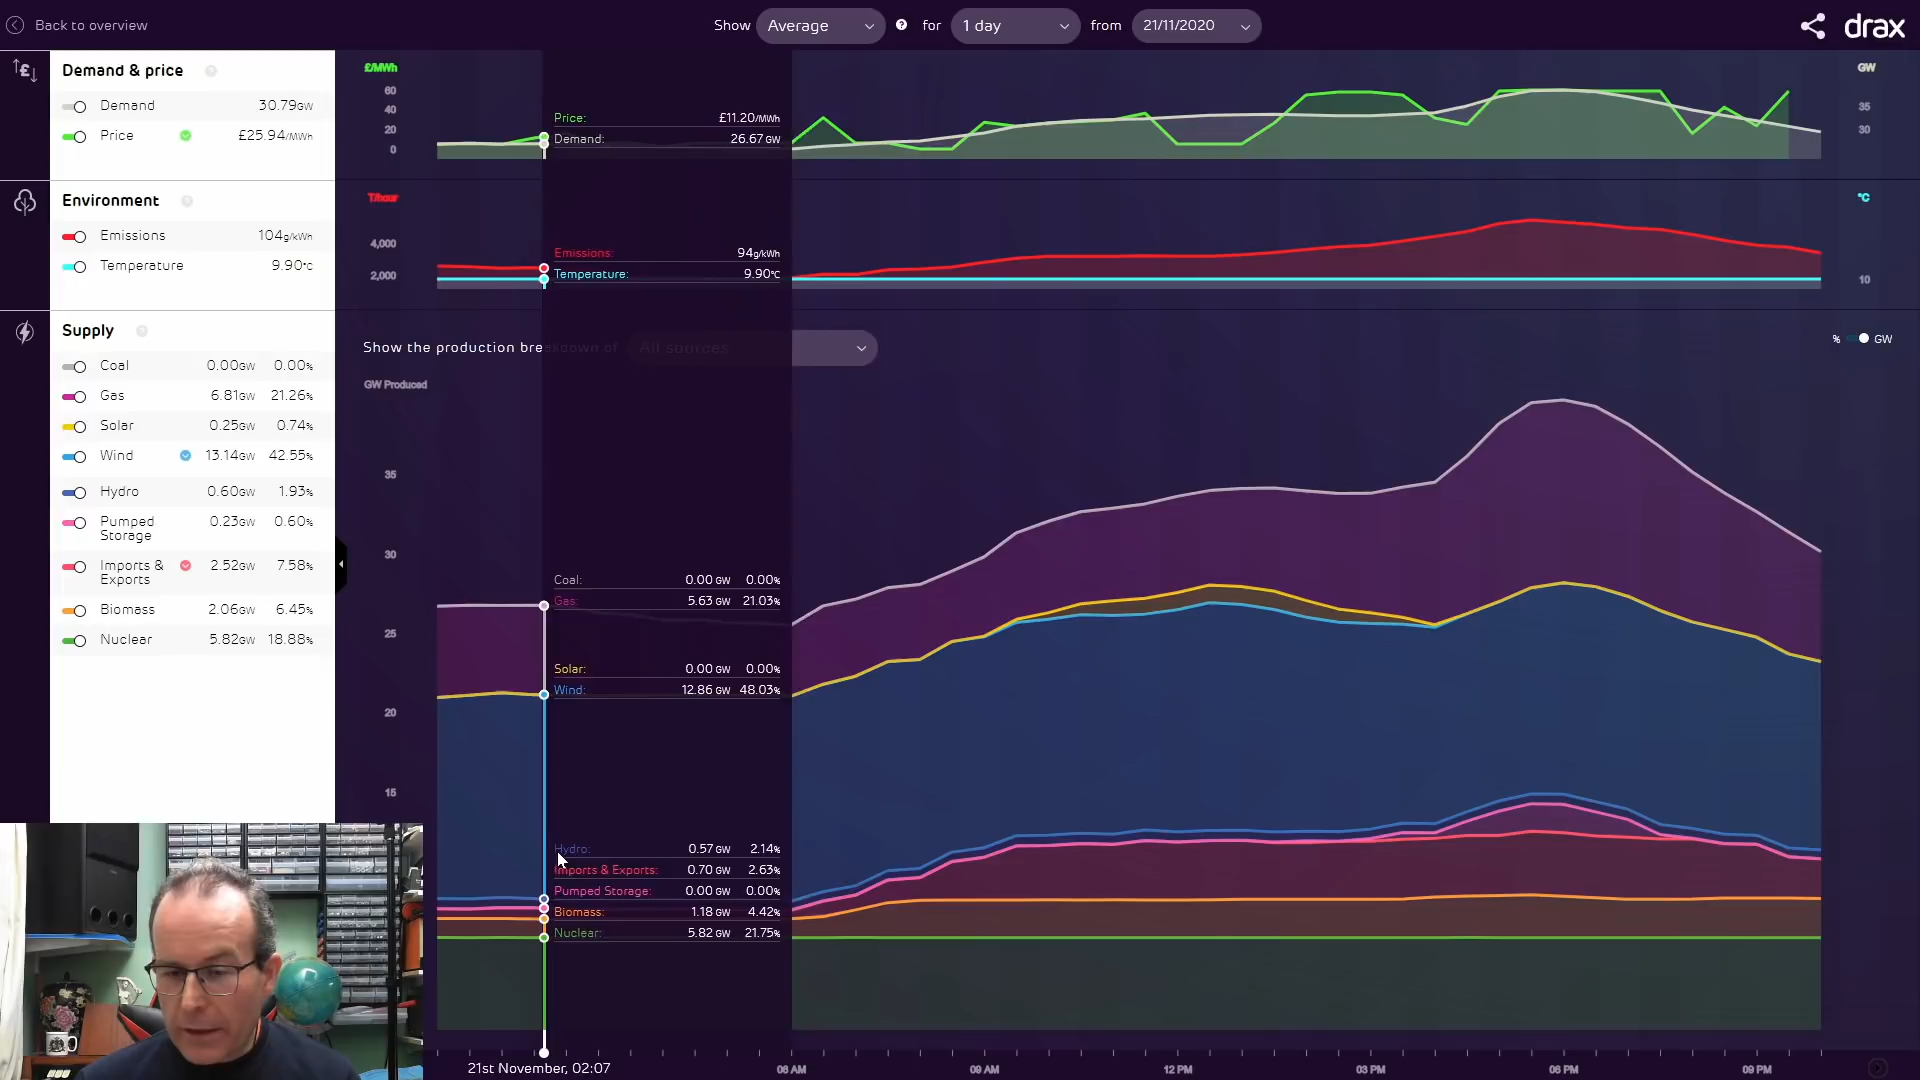 Back to overview
Show Average ? for 1 day from 21/11/2020
drax
Demand & price ?
Demand 30.79GW
Price £25.94/MWh
Environment ?
Emissions 104g/kWh
Temperature 9.90°C
Supply ?
Coal 0.00GW 0.00%
Gas 6.81GW 21.26%
Solar 0.25GW 0.74%
Wind 13.14GW 42.55%
Hydro 0.60GW 1.93%
Pumped Storage 0.23GW 0.60%
Imports & Exports 2.52GW 7.58%
Biomass 2.06GW 6.45%
Nuclear 5.82GW 18.88%
£/MWh
60
40
20
0
Price: £11.20/MWh
Demand: 26.67 GW
GW
35
30
T/hour
4,000
2,000
Emissions: 94g/kWh
Temperature: 9.90°C
°C
10
Show the production breakdown of All sources
% GW
GW Produced
35
30
25
20
15
Coal: 0.00 GW 0.00%
Gas: 5.63 GW 21.03%
Solar: 0.00 GW 0.00%
Wind: 12.86 GW 48.03%
Hydro: 0.57 GW 2.14%
Imports & Exports: 0.70 GW 2.63%
Pumped Storage: 0.00 GW 0.00%
Biomass: 1.18 GW 4.42%
Nuclear: 5.82 GW 21.75%
21st November, 02:07
06 AM
09 AM
12 PM
03 PM
06 PM
09 PM